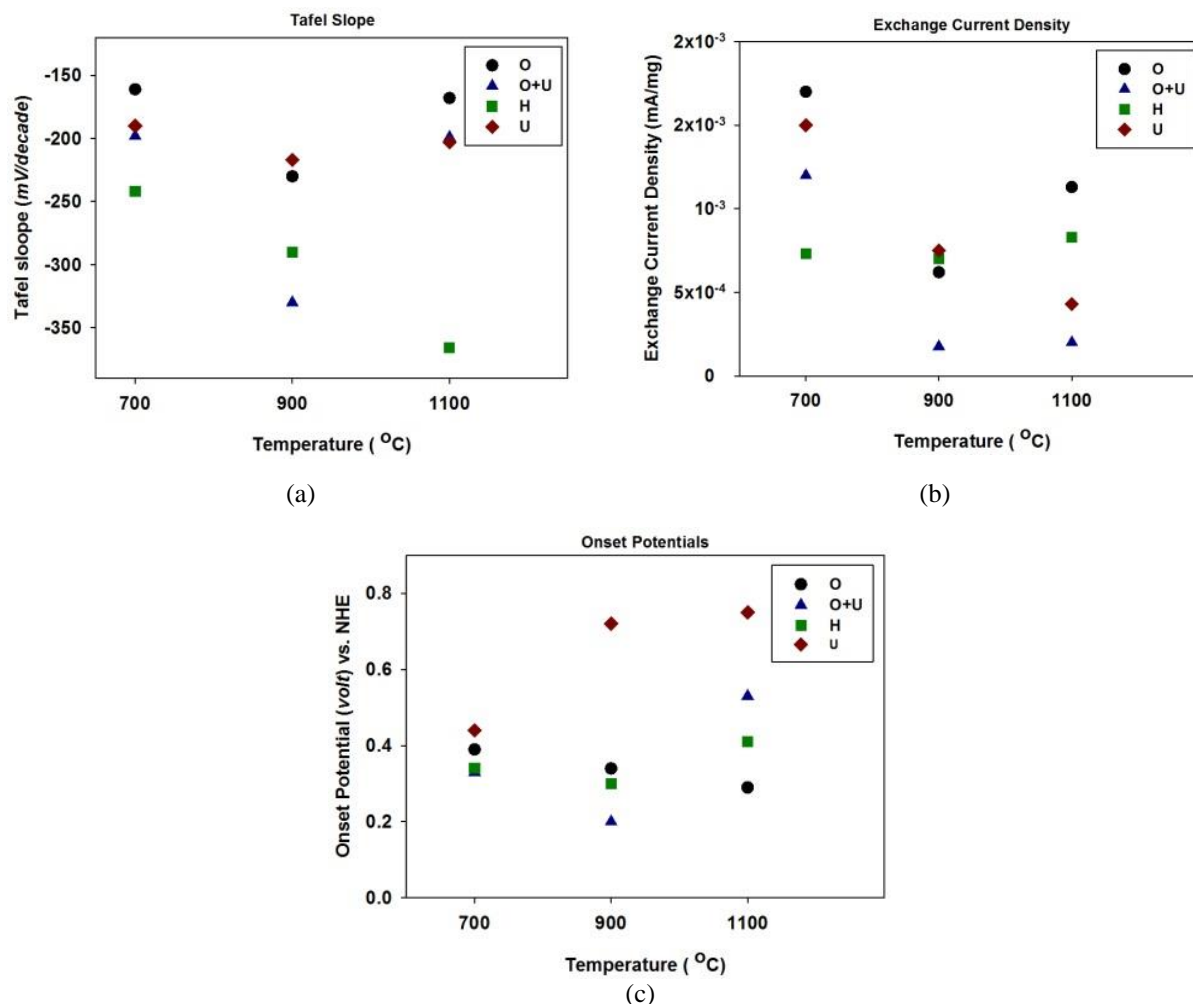 Tafel Slope
-150
-200
-250
-300
-350
Tafel sloope (mV/decade)
O
O+U
H
U
700
900
1100
Temperature ( ᴼC)
(a)
Exchange Current Density
2x10⁻³
2x10⁻³
1x10⁻³
5x10⁻⁴
0
Exchange Current Density (mA/mg)
O
O+U
H
U
700
900
1100
Temperature ( ᴼC)
(b)
Onset Potentials
0.8
0.6
0.4
0.2
0.0
Onset Potential (volt) vs. NHE
O
O+U
H
U
700
900
1100
Temperature ( ᴼC)
(c)